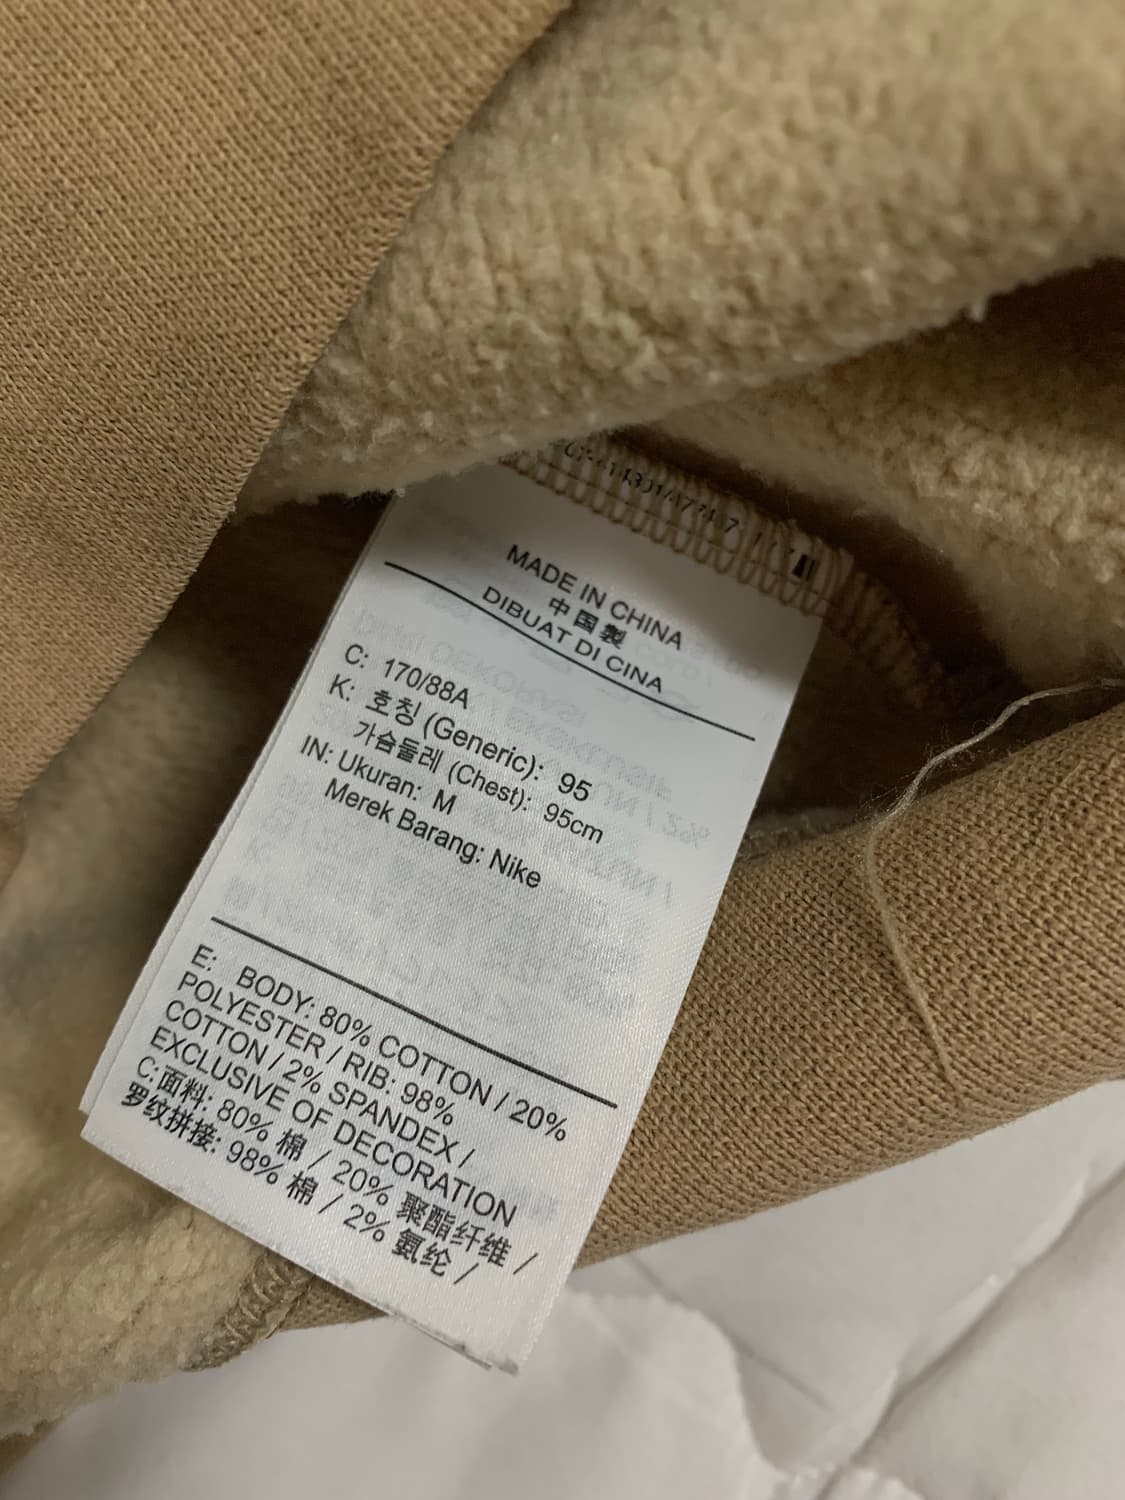 MADE IN CHINA
中国製
DIBUAT DI CINA
C: 170/88A
K: 호칭 (Generic): 95
가슴둘레 (Chest): 95cm
IN: Ukuran: M
Merek Barang: Nike
E: BODY: 80% COTTON / 20%
POLYESTER / RIB: 98%
COTTON / 2% SPANDEX /
EXCLUSIVE OF DECORATION
C:面料: 80% 棉 / 20% 聚酯纤维 /
罗纹拼接: 98% 棉 / 2% 氨纶 /